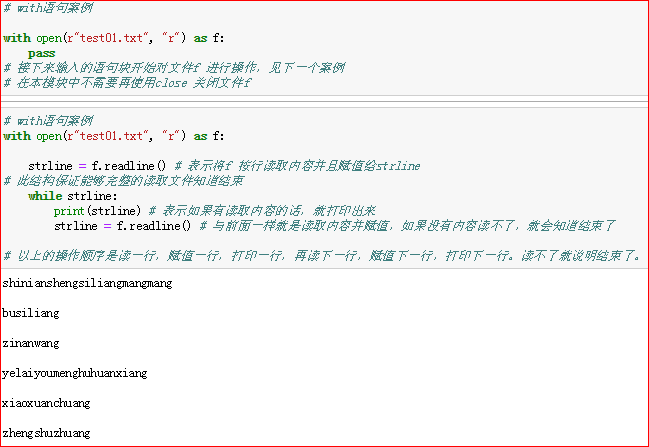 # with语句案例
with open(r"test01.txt", "r") as f:
    pass
# 接下来输入的语句块开始对文件f 进行操作，见下一个案例
# 在本模块中不需要再使用close 关闭文件f
# with语句案例
with open(r"test01.txt", "r") as f:
    strline = f.readline() # 表示将f 按行读取内容并且赋值给strline
# 此结构保证能够完整的读取文件知道结束
    while strline:
        print(strline) # 表示如果有读取内容的话，就打印出来
        strline = f.readline() # 与前面一样就是读取内容并赋值，如果没有内容读不了，就会知道结束了
# 以上的操作顺序是读一行，赋值一行，打印一行，再读下一行，赋值下一行，打印下一行。读不了就说明结束了。
shinianshengsiliangmangmang
busiliang
zinanwang
yelaiyoumenghuhuanxiang
xiaoxuanchuang
zhengshuzhuang